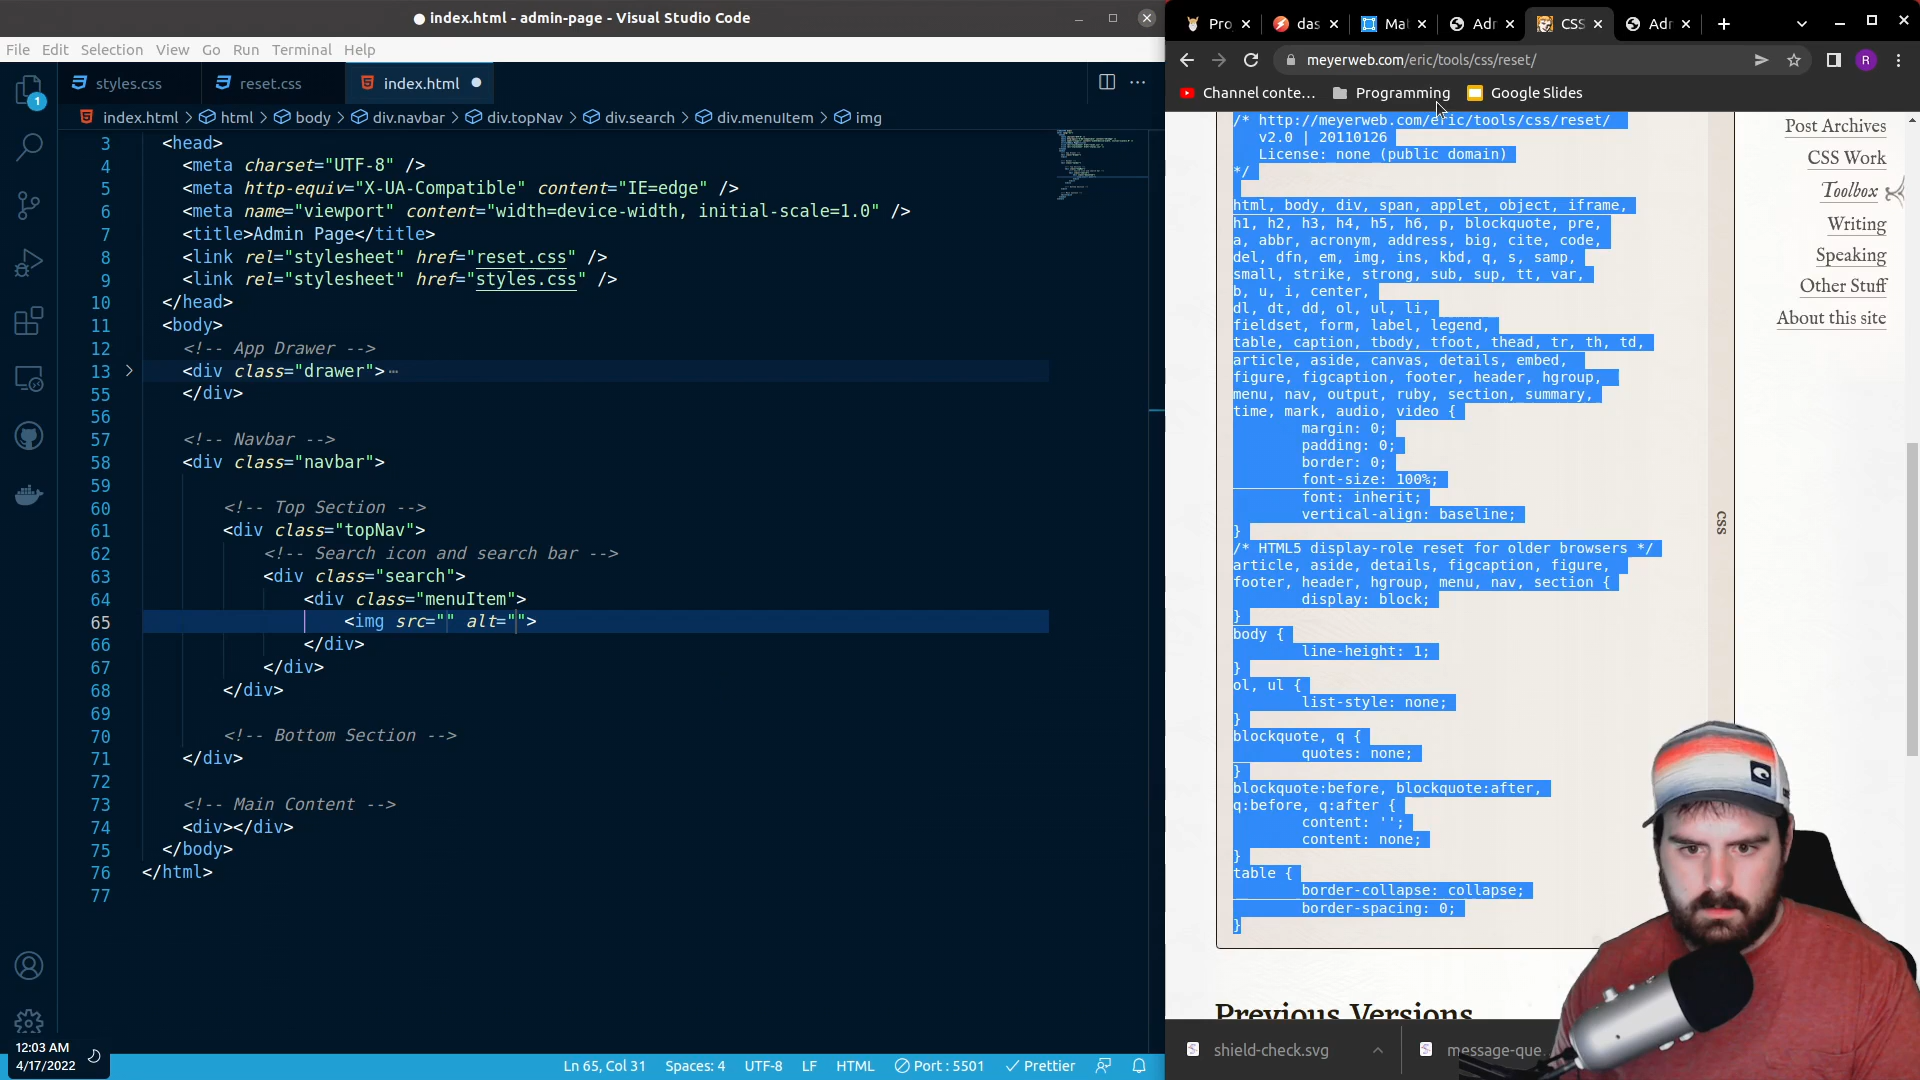 index.html - admin-page - Visual Studio Code
File Edit Selection View Go Run Terminal Help
styles.css reset.css index.html
index.html html body div.navbar div.topNav div.search div.menuItem img
1
3 <head>
4 <meta charset="UTF-8" />
5 <meta http-equiv="X-UA-Compatible" content="IE=edge" />
6 <meta name="viewport" content="width=device-width, initial-scale=1.0" />
7 <title>Admin Page</title>
8 <link rel="stylesheet" href="reset.css" />
9 <link rel="stylesheet" href="styles.css" />
10 </head>
11 <body>
12 <!-- App Drawer -->
13 <div class="drawer">
55 </div>
56
57 <!-- Navbar -->
58 <div class="navbar">
59
60 <!-- Top Section -->
61 <div class="topNav">
62 <!-- Search icon and search bar -->
63 <div class="search">
64 <div class="menuItem">
65 <img src="" alt="">
66 </div>
67 </div>
68 </div>
69
70 <!-- Bottom Section -->
71 </div>
72
73 <!-- Main Content -->
74 <div></div>
75 </body>
76 </html>
77
12:03 AM
4/17/2022
Ln 65, Col 31 Spaces: 4 UTF-8 LF HTML Port : 5501 Prettier
Pro das Mat Adr CSS Adr
meyerweb.com/eric/tools/css/reset/
R
Channel conte... Programming Google Slides
/* http://meyerweb.com/eric/tools/css/reset/
v2.0 | 20110126
License: none (public domain)
*/
html, body, div, span, applet, object, iframe,
h1, h2, h3, h4, h5, h6, p, blockquote, pre,
a, abbr, acronym, address, big, cite, code,
del, dfn, em, img, ins, kbd, q, s, samp,
small, strike, strong, sub, sup, tt, var,
b, u, i, center,
dl, dt, dd, ol, ul, li,
fieldset, form, label, legend,
table, caption, tbody, tfoot, thead, tr, th, td,
article, aside, canvas, details, embed,
figure, figcaption, footer, header, hgroup,
menu, nav, output, ruby, section, summary,
time, mark, audio, video {
margin: 0;
padding: 0;
border: 0;
font-size: 100%;
font: inherit;
vertical-align: baseline;
}
/* HTML5 display-role reset for older browsers */
article, aside, details, figcaption, figure,
footer, header, hgroup, menu, nav, section {
display: block;
}
body {
line-height: 1;
}
ol, ul {
list-style: none;
}
blockquote, q {
quotes: none;
}
blockquote:before, blockquote:after,
q:before, q:after {
content: '';
content: none;
}
table {
border-collapse: collapse;
border-spacing: 0;
}
CSS
Post Archives
CSS Work
Toolbox
Writing
Speaking
Other Stuff
About this site
Previous Versions
shield-check.svg message-que...